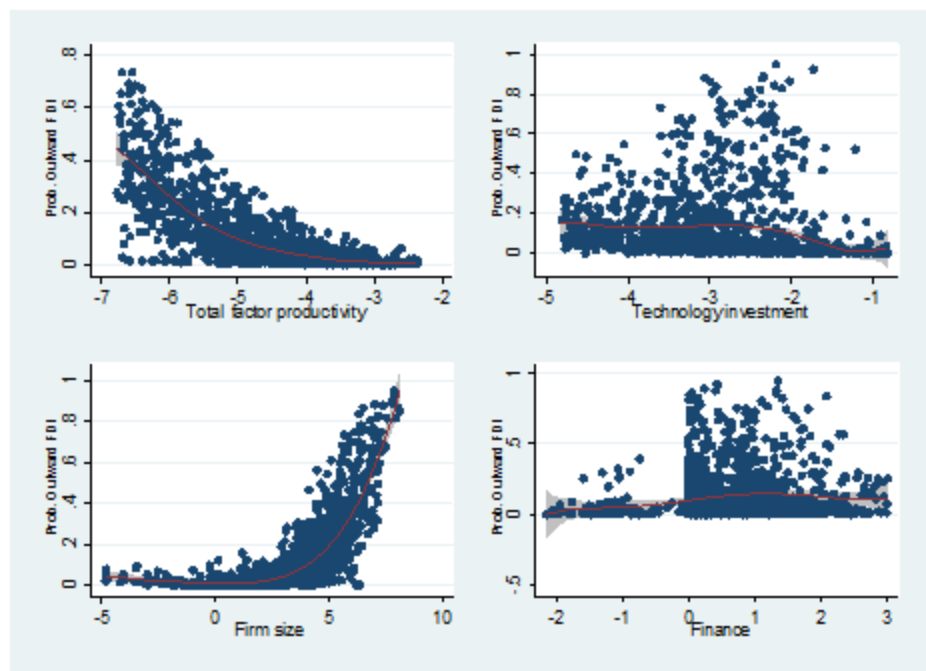 Prob. Outward FDI
.8
.6
.4
.2
0
-7 -6 -5 -4 -3 -2
Total factor productivity
Prob. Outward FDI
1
.8
.6
.4
.2
0
-5 -4 -3 -2 -1
Technologyinvestment
Prob. Outward FDI
1
.8
.6
.4
.2
0
-5 0 5 10
Firm size
Prob. Outward FDI
1
.5
0
-.5
-2 -1 0 1 2 3
Finance